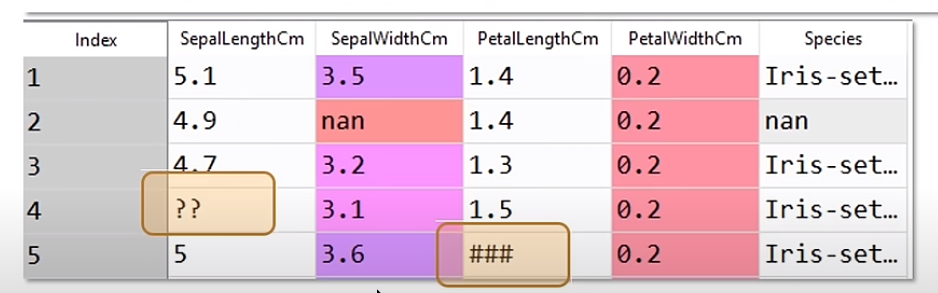 Index SepalLengthCm SepalWidthCm PetalLengthCm PetalWidthCm Species
1 5.1 3.5 1.4 0.2 Iris-set…
2 4.9 nan 1.4 0.2 nan
3 4.7 3.2 1.3 0.2 Iris-set…
4 ?? 3.1 1.5 0.2 Iris-set…
5 5 3.6 ### 0.2 Iris-set…